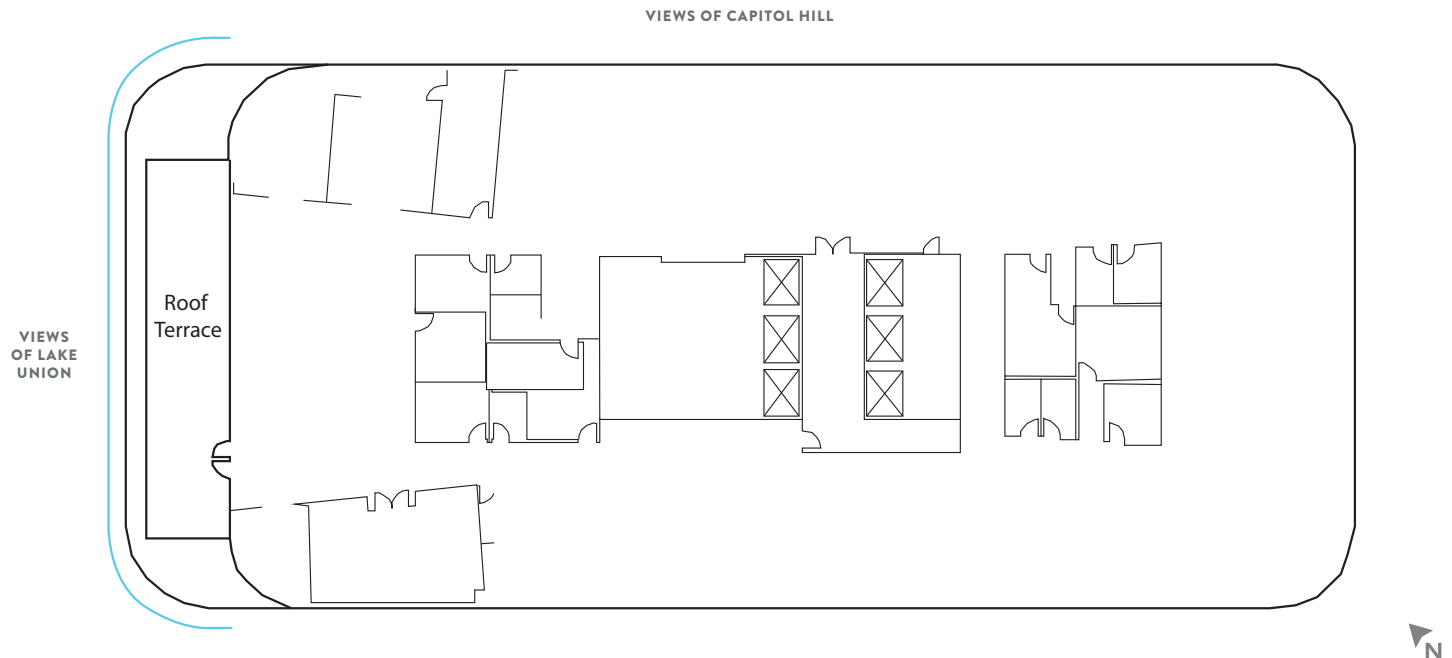 VIEWS OF CAPITOL HILL
Roof
Terrace
VIEWS
OF LAKE
UNION
N